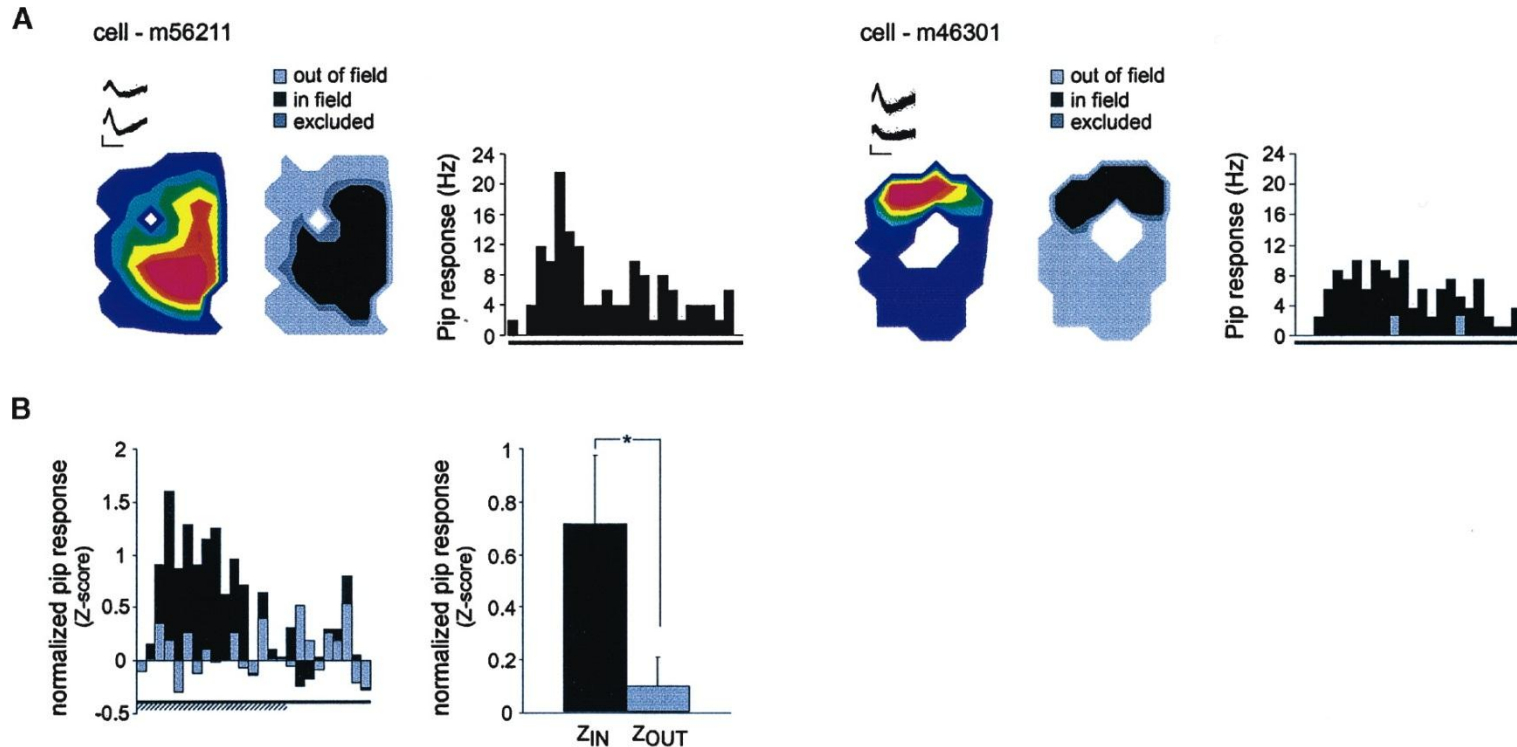 A
cell - m56211
out of field
in field
excluded
Pip response (Hz)
24
20
16
12
8
4
0
cell - m46301
out of field
in field
excluded
Pip response (Hz)
24
20
16
12
8
4
0
B
normalized pip response
(Z-score)
2
1.5
1
0.5
0
-0.5
normalized pip response
(Z-score)
1
0.8
0.6
0.4
0.2
0
*
ZIN
ZOUT